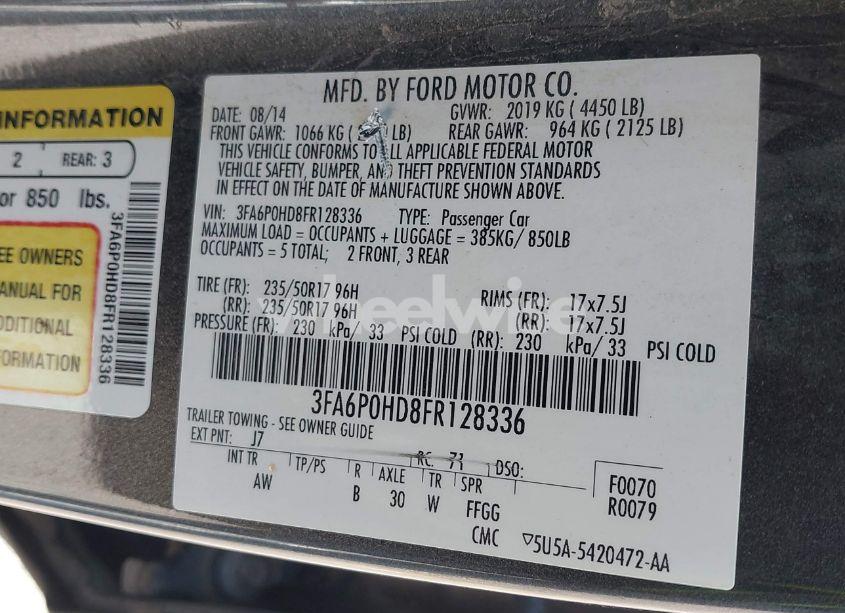 INFORMATION
2 REAR: 3
or 850 lbs.
EE OWNERS
ANUAL FOR
DDITIONAL
FORMATION
3FA6P0HD8FR128336
MFD. BY FORD MOTOR CO.
DATE: 08/14 GVWR: 2019 KG ( 4450 LB)
FRONT GAWR: 1066 KG ( LB) REAR GAWR: 964 KG ( 2125 LB)
THIS VEHICLE CONFORMS TO ALL APPLICABLE FEDERAL MOTOR
VEHICLE SAFETY, BUMPER, AND THEFT PREVENTION STANDARDS
IN EFFECT ON THE DATE OF MANUFACTURE SHOWN ABOVE.
VIN: 3FA6P0HD8FR128336 TYPE: Passenger Car
MAXIMUM LOAD = OCCUPANTS + LUGGAGE = 385KG/ 850LB
OCCUPANTS = 5 TOTAL; 2 FRONT, 3 REAR
TIRE (FR): 235/50R17 96H RIMS (FR): 17x7.5J
(RR): 235/50R17 96H (RR): 17x7.5J
PRESSURE (FR): 230 kPa/ 33 PSI COLD (RR): 230 kPa/ 33 PSI COLD
wheelwire
3FA6P0HD8FR128336
TRAILER TOWING - SEE OWNER GUIDE
EXT PNT: J7 RC: 71 DSO:
INT TR TP/PS R AXLE TR SPR F0070
AW B 30 W FFGG R0079
CMC ▽5U5A-5420472-AA